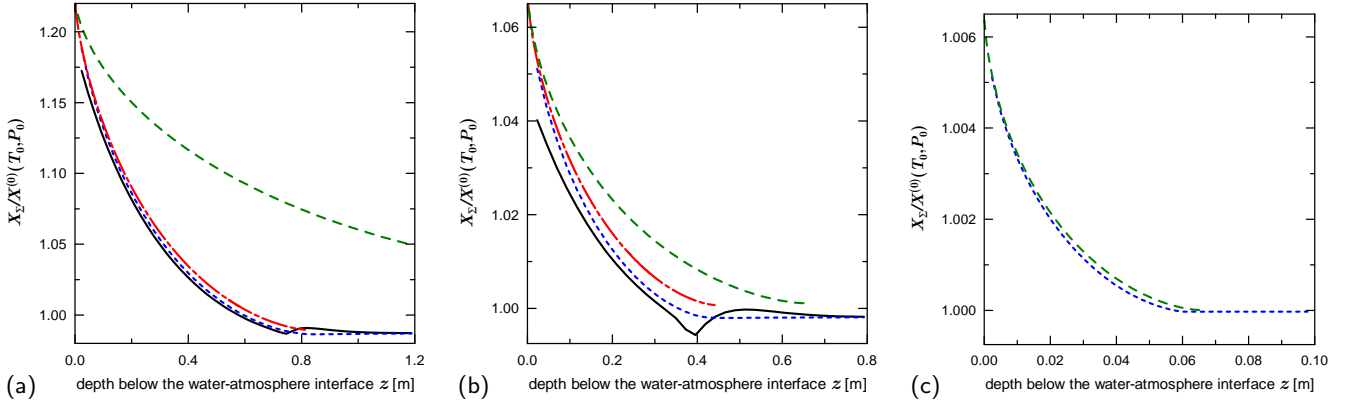 1.20
1.15
1.10
1.05
1.00
X_Σ/X^(0)(T_0,P_0)
0.0 0.4 0.8 1.2
(a) depth below the water-atmosphere interface z [m]
1.06
1.04
1.02
1.00
X_Σ/X^(0)(T_0,P_0)
0.0 0.2 0.4 0.6 0.8
(b) depth below the water-atmosphere interface z [m]
1.006
1.004
1.002
1.000
X_Σ/X^(0)(T_0,P_0)
0.00 0.02 0.04 0.06 0.08 0.10
(c) depth below the water-atmosphere interface z [m]